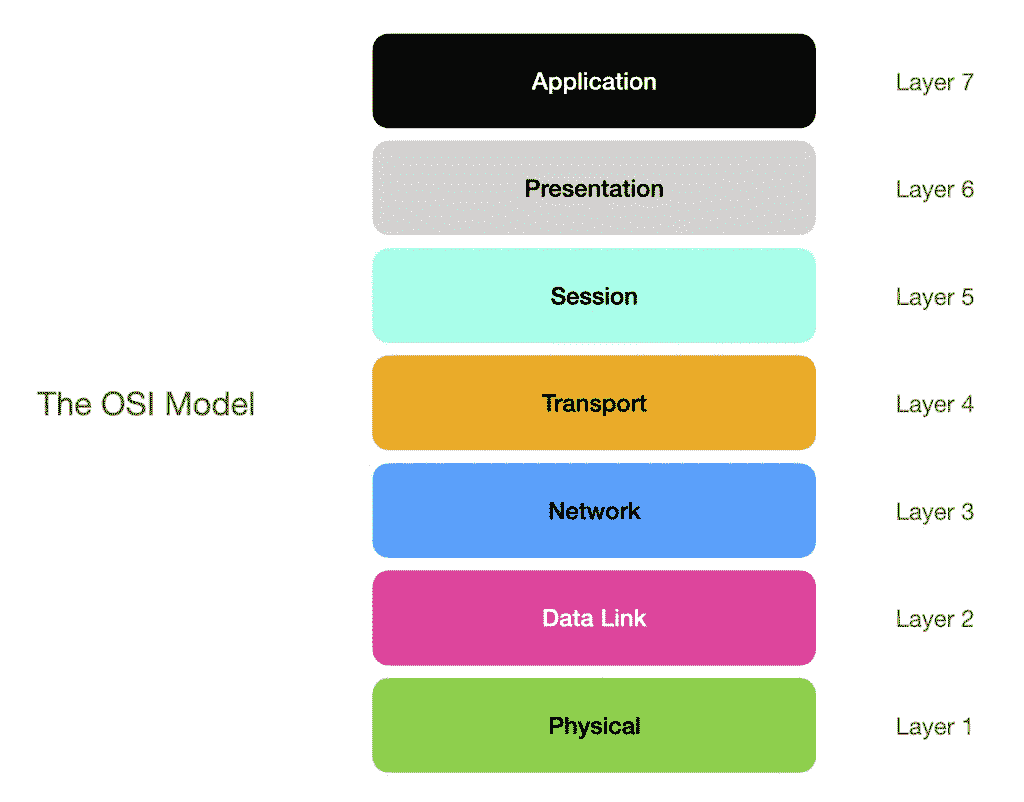 Application Layer 7
Presentation Layer 6
Session Layer 5
The OSI Model Transport Layer 4
Network Layer 3
Data Link Layer 2
Physical Layer 1